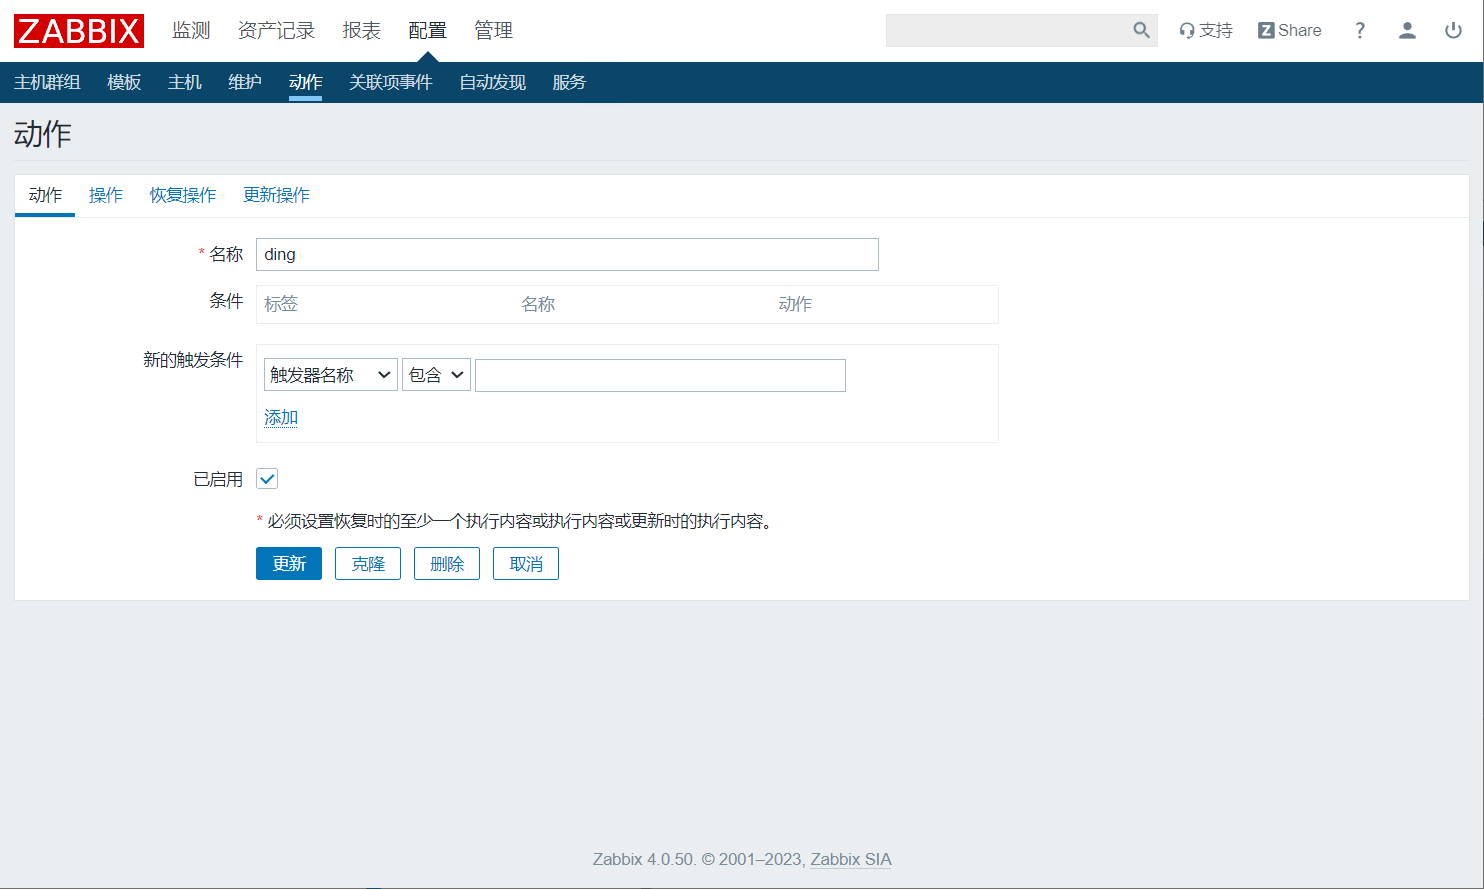 ZABBIX 监测 资产记录 报表 配置 管理 支持 Z Share ?
主机群组 模板 主机 维护 动作 关联项事件 自动发现 服务
动作
动作 操作 恢复操作 更新操作
* 名称 ding
条件 标签 名称 动作
新的触发条件
触发器名称 包含
添加
已启用
* 必须设置恢复时的至少一个执行内容或执行内容或更新时的执行内容。
更新 克隆 删除 取消
Zabbix 4.0.50. © 2001–2023, Zabbix SIA